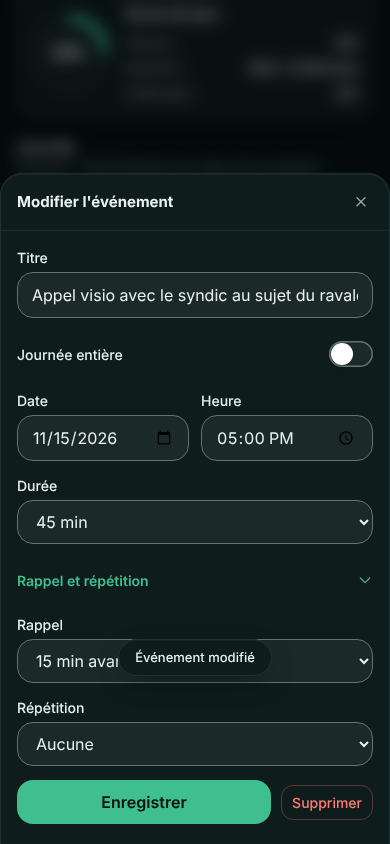 Modifier l'événement
Titre
Appel visio avec le syndic au sujet du raval
Journée entière
Date
Heure
11/15/2026
05:00 PM
Durée
45 min
Rappel et répétition
Rappel
15 min avan
Événement modifié
Répétition
Aucune
Enregistrer
Supprimer